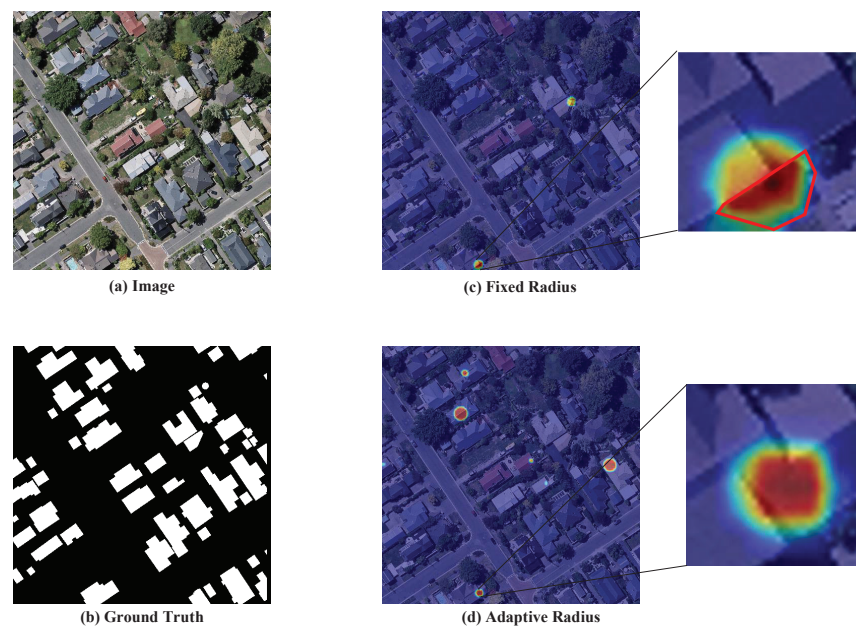 (a) Image
(c) Fixed Radius
(b) Ground Truth
(d) Adaptive Radius